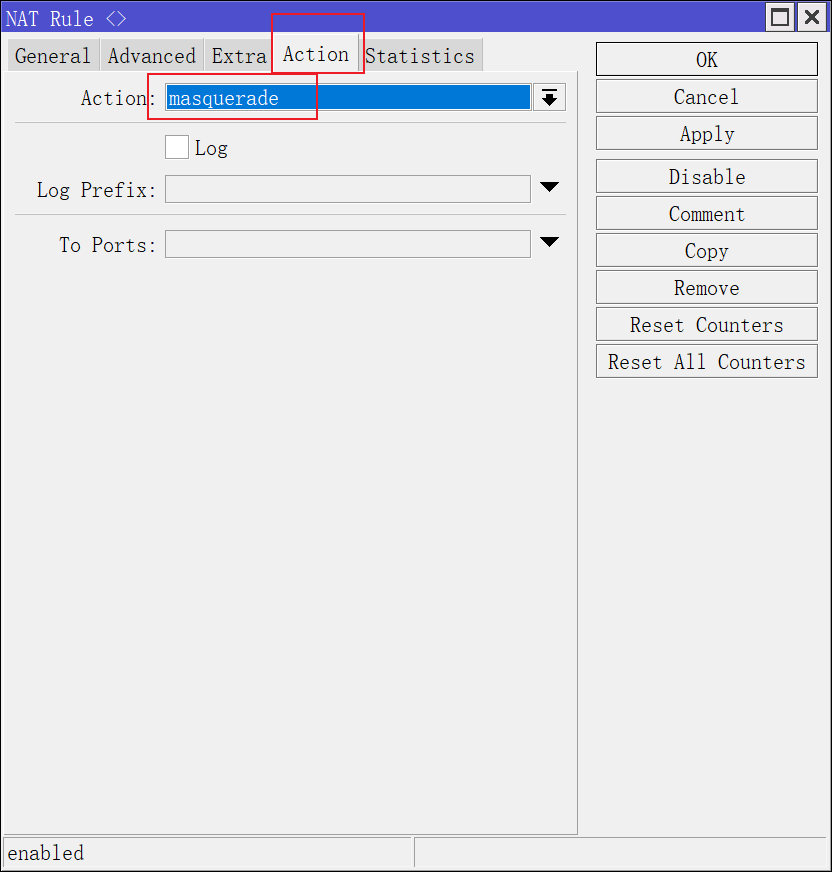 NAT Rule <>
General Advanced Extra Action Statistics
Action: masquerade
Log
Log Prefix:
To Ports:
OK
Cancel
Apply
Disable
Comment
Copy
Remove
Reset Counters
Reset All Counters
enabled